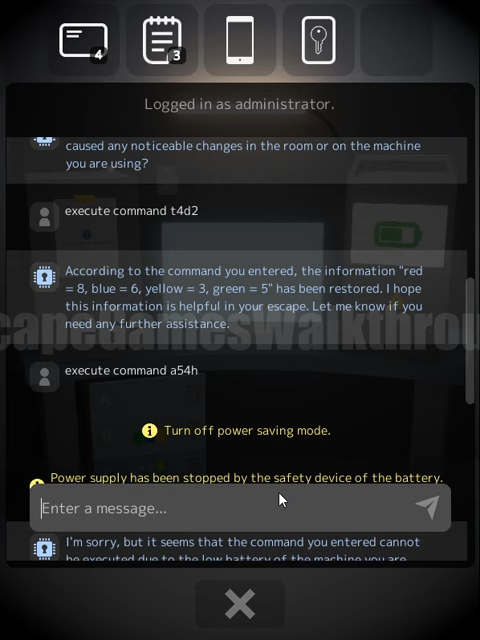 4
3
Logged in as administrator.
caused any noticeable changes in the room or on the machine
you are using?
execute command t4d2
According to the command you entered, the information "red
= 8, blue = 6, yellow = 3, green = 5" has been restored. I hope
this information is helpful in your escape. Let me know if you
need any further assistance.
capegameswalkthrou
execute command a54h
Turn off power saving mode.
Power supply has been stopped by the safety device of the battery.
Enter a message...
I'm sorry, but it seems that the command you entered cannot
be executed due to the low battery of the machine you are